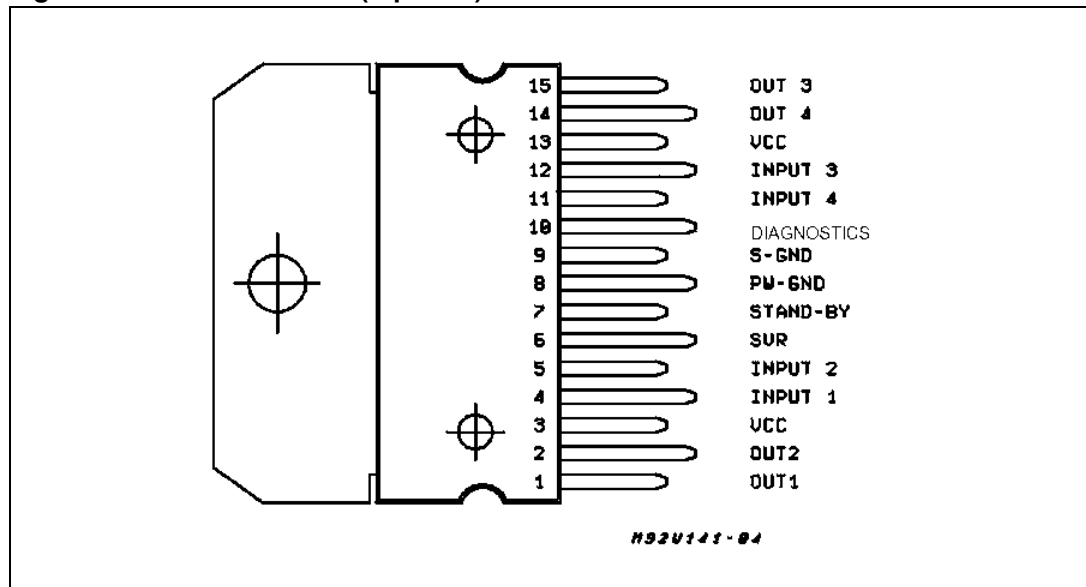 15 OUT 3
14 OUT 4
13 VCC
12 INPUT 3
11 INPUT 4
10 DIAGNOSTICS
9 S-GND
8 PW-GND
7 STAND-BY
6 SVR
5 INPUT 2
4 INPUT 1
3 VCC
2 OUT2
1 OUT1
M92V141-04